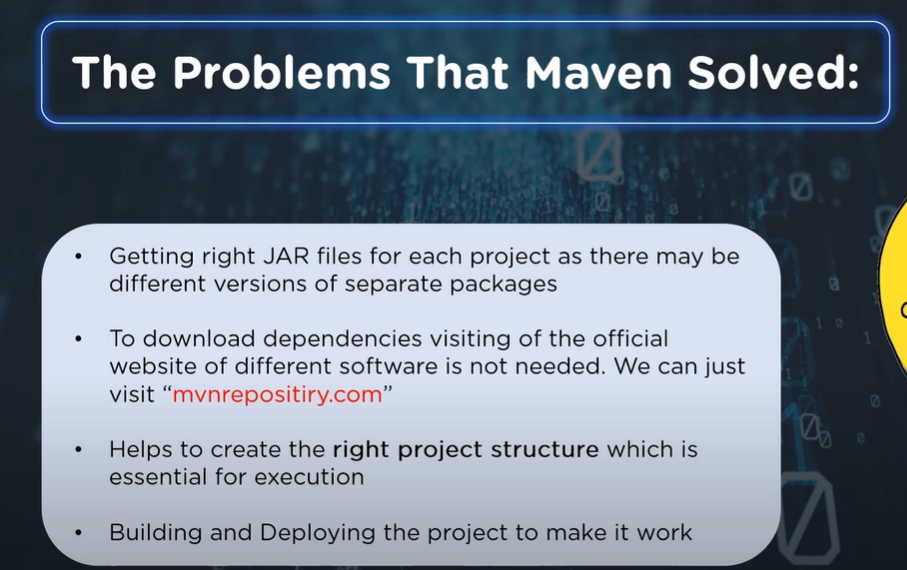 The Problems That Maven Solved:
• Getting right JAR files for each project as there may be
different versions of separate packages
• To download dependencies visiting of the official
website of different software is not needed. We can just
visit “mvnrepositiry.com”
• Helps to create the right project structure which is
essential for execution
• Building and Deploying the project to make it work